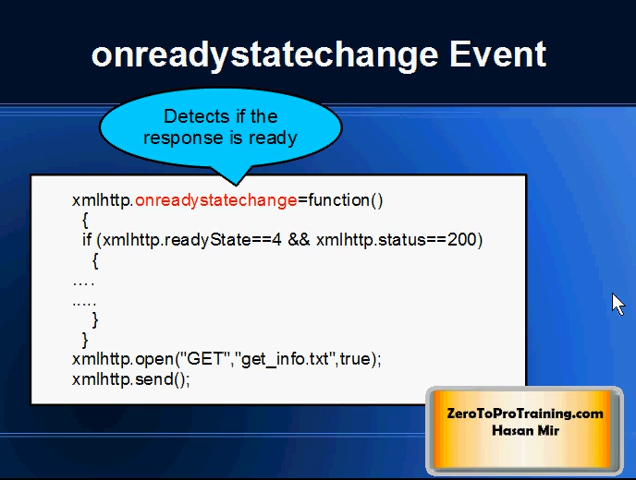 onreadystatechange Event
Detects if the
response is ready
xmlhttp.onreadystatechange=function()
{
if (xmlhttp.readyState==4 && xmlhttp.status==200)
{
....
.....
}
}
xmlhttp.open("GET","get_info.txt",true);
xmlhttp.send();
ZeroToProTraining.com
Hasan Mir